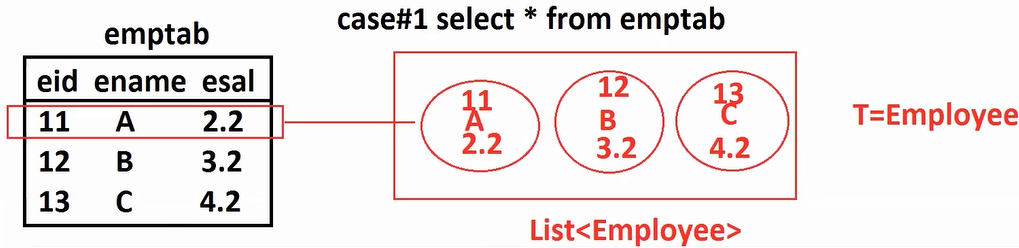 case#1 select * from emptab
emptab
eid ename esal
11 A 2.2
12 B 3.2
13 C 4.2
11
A
2.2
12
B
3.2
13
C
4.2
T=Employee
List<Employee>